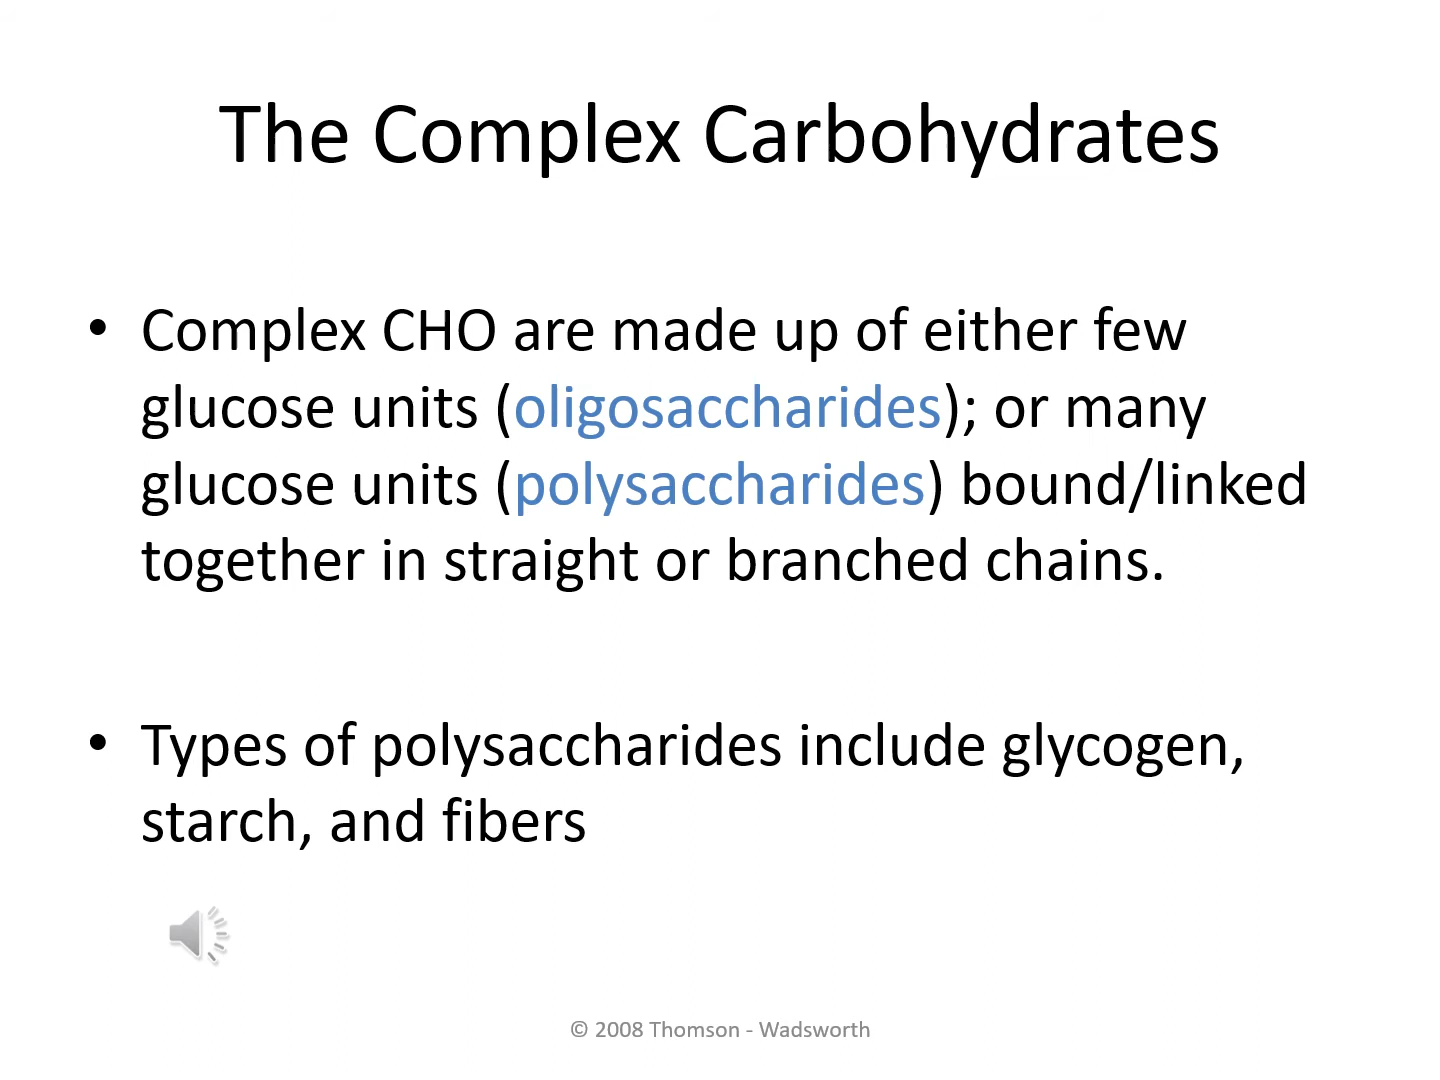 The Complex Carbohydrates
• Complex CHO are made up of either few
glucose units (oligosaccharides); or many
glucose units (polysaccharides) bound/linked
together in straight or branched chains.
• Types of polysaccharides include glycogen,
starch, and fibers
© 2008 Thomson - Wadsworth